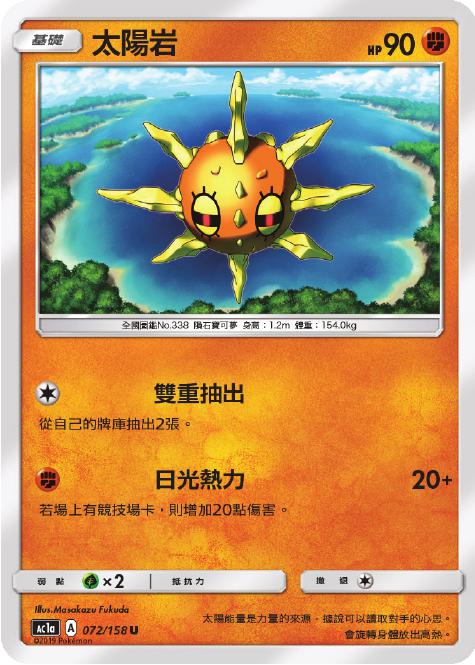 基礎 太陽岩 HP 90
全國圖鑑No.338 隕石寶可夢 身高:1.2m 體重:154.0kg
雙重抽出
從自己的牌庫抽出2張。
日光熱力 20+
若場上有競技場卡,則增加20點傷害。
弱點 ×2 抵抗力 撤退
Illus.Masakazu Fukuda
AC1a A 072/158 U
©2019 Pokémon
太陽能量是力量的來源。據說可以讀取對手的心思。
會旋轉身體放出高熱。